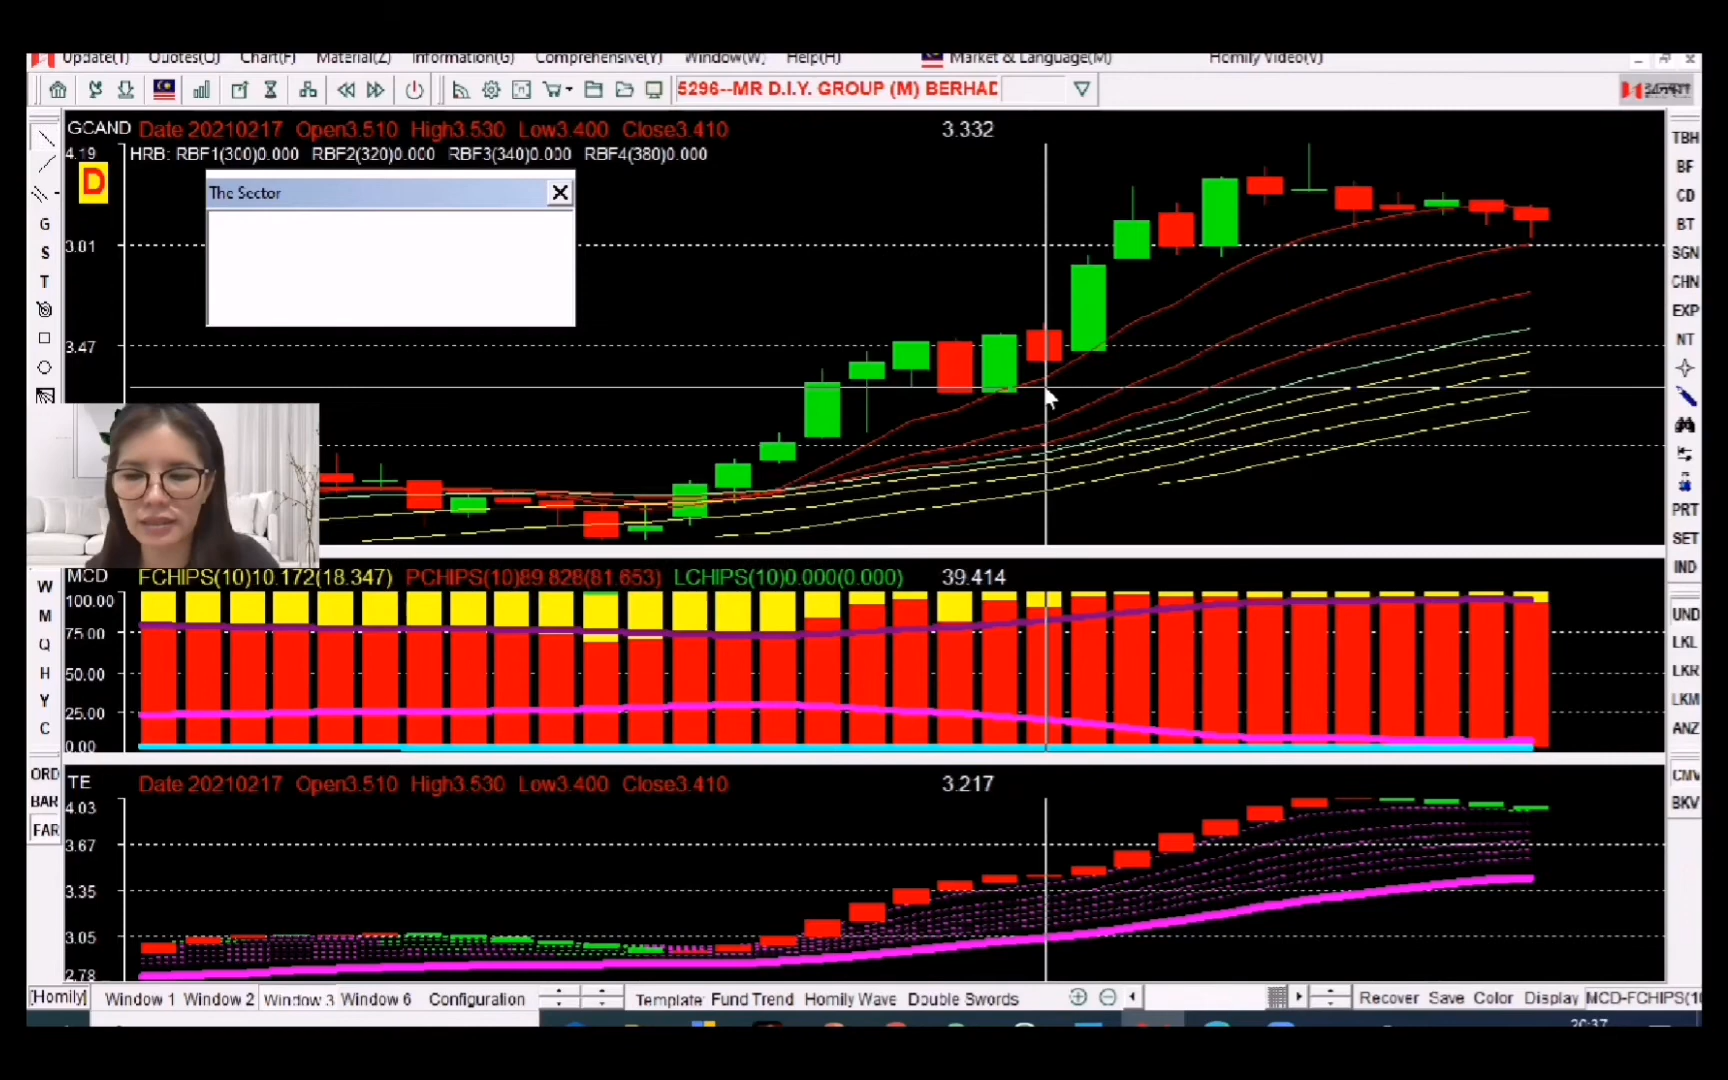 Update(T) Quotes(Q) Chart(F) Material(Z) Information(G) Comprehensive(Y) Window(W) Help(H) Market & Language(M) Homily Video(V)
5296--MR D.I.Y. GROUP (M) BERHAD
GCAND Date 20210217 Open3.510 High3.530 Low3.400 Close3.410 3.332
4.19 HRB: RBF1(300)0.000 RBF2(320)0.000 RBF3(340)0.000 RBF4(380)0.000
D
The Sector
3.81
3.47
G
S
T
TBH
BF
CD
BT
SGN
CHN
EXP
NT
PRT
SET
IND
MCD FCHIPS(10)10.172(18.347) PCHIPS(10)89.828(81.653) LCHIPS(10)0.000(0.000) 39.414
100.00
75.00
50.00
25.00
0.00
W
M
Q
H
Y
C
UND
LKL
LKR
LKM
ANZ
ORD
BAR
FAR
CMV
BKV
TE Date 20210217 Open3.510 High3.530 Low3.400 Close3.410 3.217
4.03
3.67
3.35
3.05
2.78
[Homily] Window 1 Window 2 Window 3 Window 6 Configuration Template Fund Trend Homily Wave Double Swords Recover Save Color Display MCD-FCHIPS(1
20:37